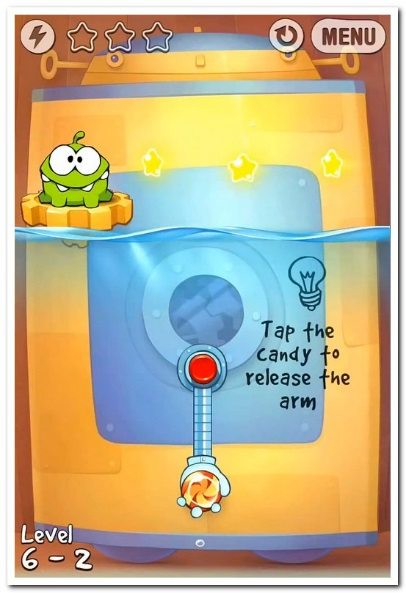 MENU
Tap the
candy to
release the
arm
Level
6 - 2